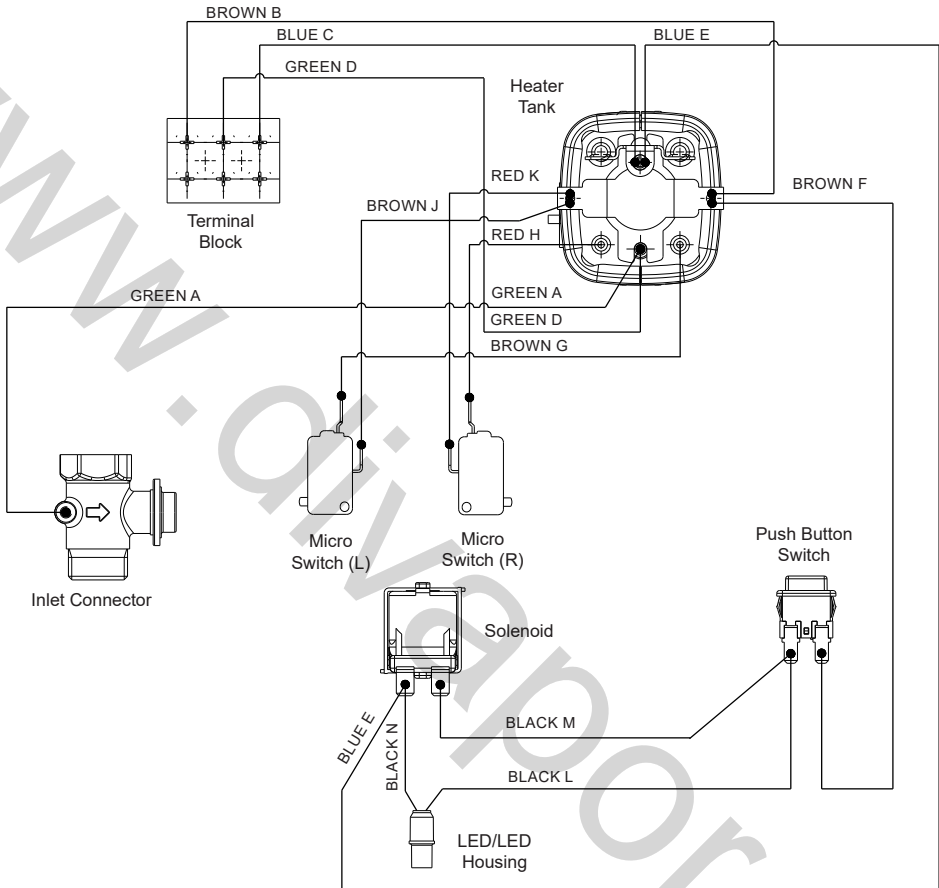 BROWN B
BLUE C
BLUE E
GREEN D
Heater
Tank
RED K
BROWN F
BROWN J
Terminal
Block
RED H
GREEN A
GREEN A
GREEN D
BROWN G
Micro
Switch (L)
Micro
Switch (R)
Push Button
Switch
Inlet Connector
Solenoid
BLUE E
BLACK N
BLACK M
BLACK L
LED/LED
Housing
www.divapor